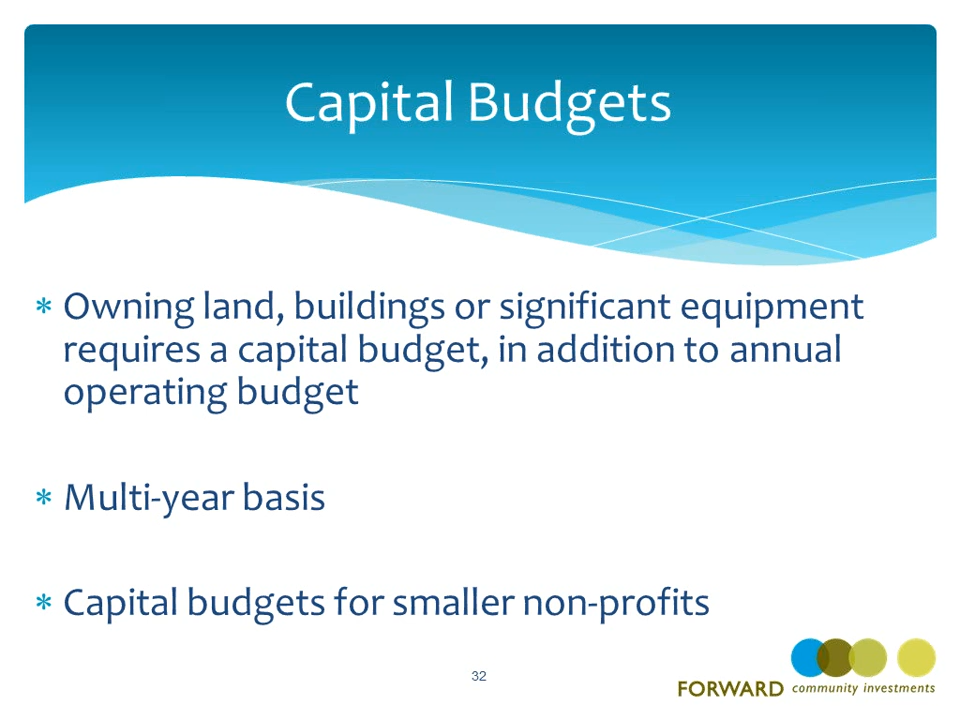 Capital Budgets
* Owning land, buildings or significant equipment
requires a capital budget, in addition to annual
operating budget
* Multi-year basis
* Capital budgets for smaller non-profits
32
FORWARD community investments